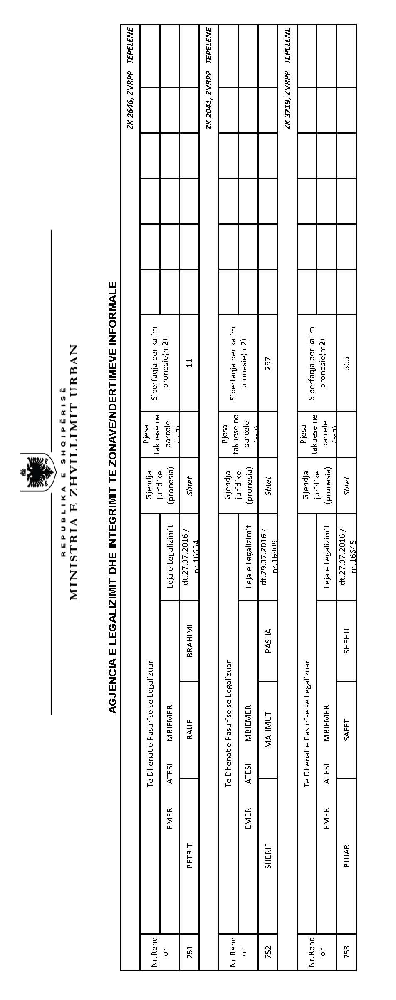 REPUBLIKA E SHQIPËRISË
MINISTRIA E ZHVILLIMIT URBAN
AGJENCIA E LEGALIZIMIT DHE INTEGRIMIT TE ZONAVE/NDERTIMEVE INFORMALE
ZK 2646, ZVRPP TEPELENE
Nr.Rend
or
Te Dhenat e Pasurise se Legalizuar
EMER ATESI MBIEMER
Leja e Legalizimit
Gjendja
juridike
(pronesia)
Pjesa
takuese ne
parcele
(m2)
Siperfaqja per kalim
pronesie(m2)
751 PETRIT RAUF BRAHIMI
dt.27.07.2016 /
nr.16654
Shtet
11
ZK 2041, ZVRPP TEPELENE
Nr.Rend
or
Te Dhenat e Pasurise se Legalizuar
EMER ATESI MBIEMER
Leja e Legalizimit
Gjendja
juridike
(pronesia)
Pjesa
takuese ne
parcele
(m2)
Siperfaqja per kalim
pronesie(m2)
752 SHERIF MAHMUT PASHA
dt.29.07.2016 /
nr.16909
Shtet
297
ZK 3719, ZVRPP TEPELENE
Nr.Rend
or
Te Dhenat e Pasurise se Legalizuar
EMER ATESI MBIEMER
Leja e Legalizimit
Gjendja
juridike
(pronesia)
Pjesa
takuese ne
parcele
(m2)
Siperfaqja per kalim
pronesie(m2)
753 BUJAR SAFET SHEHU
dt.27.07.2016 /
nr.16645
Shtet
365